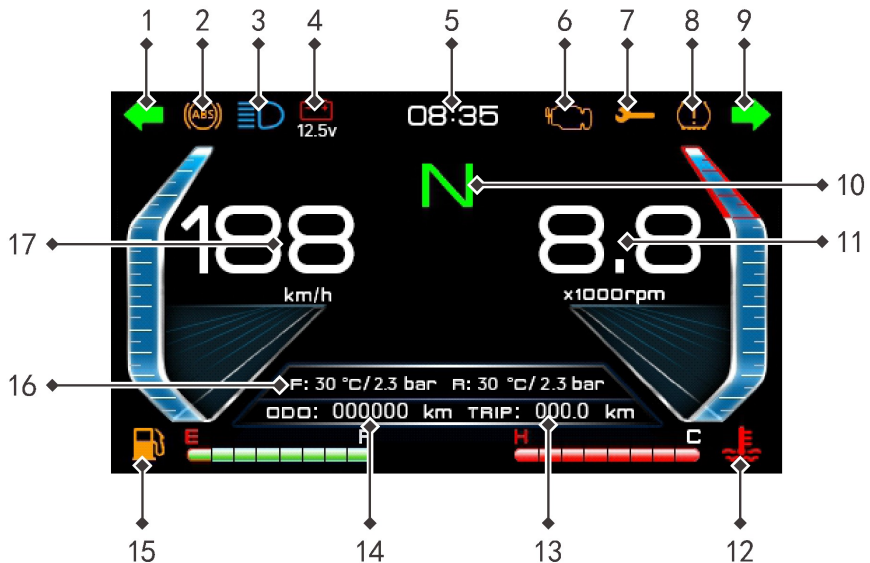 1 2 3 4 5 6 7 8 9
ABS 08:35
12.5v
N 10
17 188 8.8 11
km/h x1000rpm
16 F: 30 °C/2.3 bar R: 30 °C/2.3 bar
ODO: 000000 km TRIP: 000.0 km
E F H C
15 14 13 12